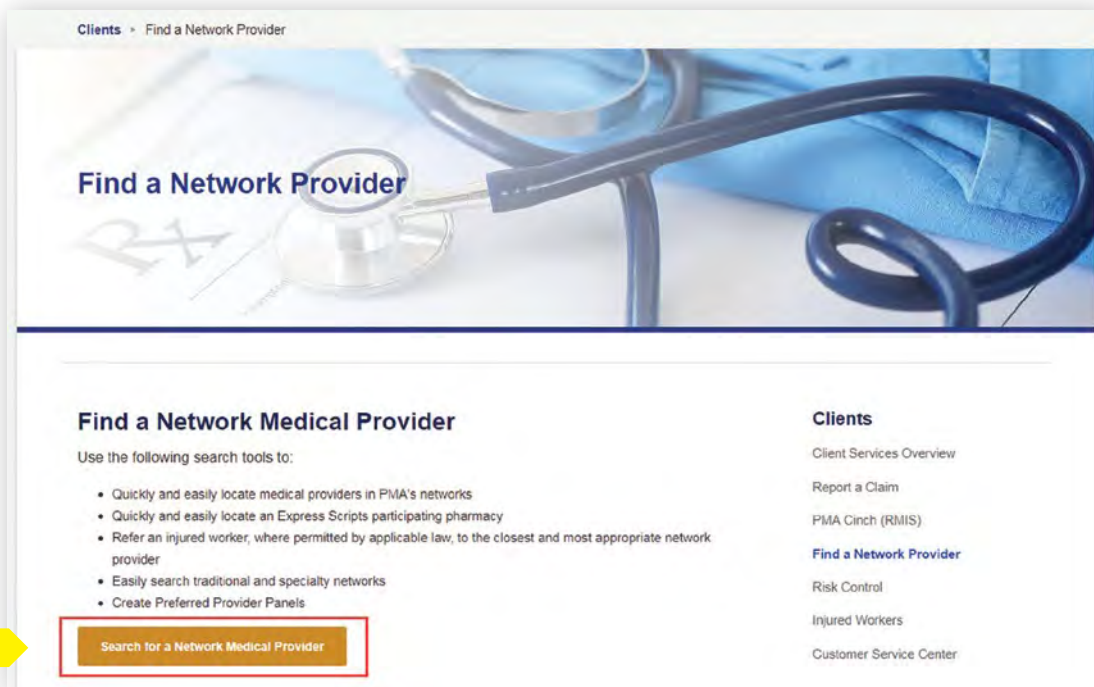 Clients > Find a Network Provider
Find a Network Provider
Rx
Find a Network Medical Provider
Use the following search tools to:
• Quickly and easily locate medical providers in PMA's networks
• Quickly and easily locate an Express Scripts participating pharmacy
• Refer an injured worker, where permitted by applicable law, to the closest and most appropriate network
provider
• Easily search traditional and specialty networks
• Create Preferred Provider Panels
Search for a Network Medical Provider
Clients
Client Services Overview
Report a Claim
PMA Cinch (RMIS)
Find a Network Provider
Risk Control
Injured Workers
Customer Service Center